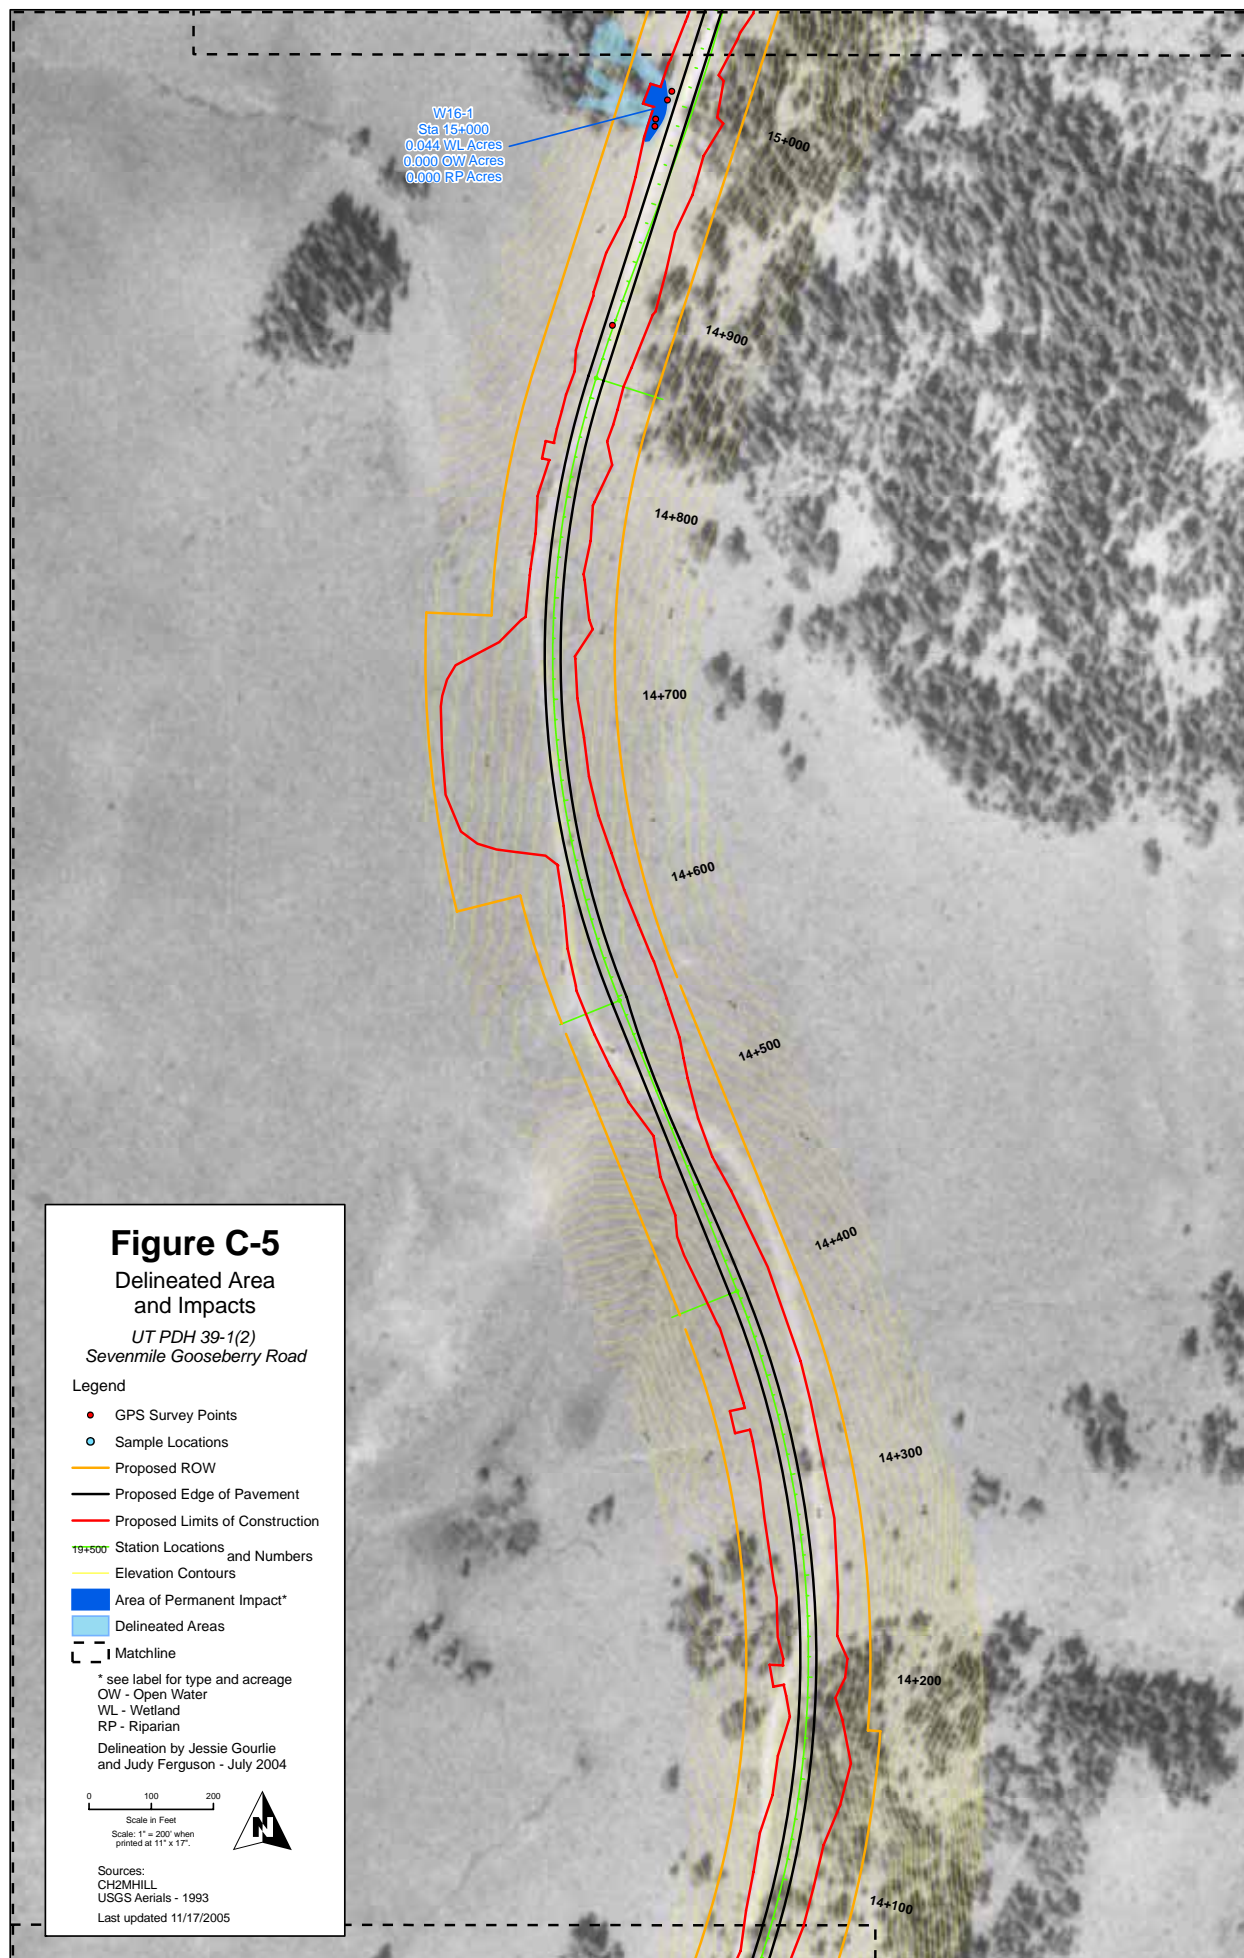 W16-1
Sta 15+000
0.044 WL Acres
0.000 OW Acres
0.000 RP Acres
15+000
14+900
14+800
14+700
14+600
14+500
14+400
14+300
14+200
14+100
Figure C-5
Delineated Area
and Impacts
UT PDH 39-1(2)
Sevenmile Gooseberry Road
Legend
GPS Survey Points
Sample Locations
Proposed ROW
Proposed Edge of Pavement
Proposed Limits of Construction
19+500 Station Locations and Numbers
Elevation Contours
Area of Permanent Impact*
Delineated Areas
Matchline
* see label for type and acreage
OW - Open Water
WL - Wetland
RP - Riparian
Delineation by Jessie Gourlie
and Judy Ferguson - July 2004
0 100 200
Scale in Feet
Scale: 1" = 200' when
printed at 11" x 17".
N
Sources:
CH2MHILL
USGS Aerials - 1993
Last updated 11/17/2005